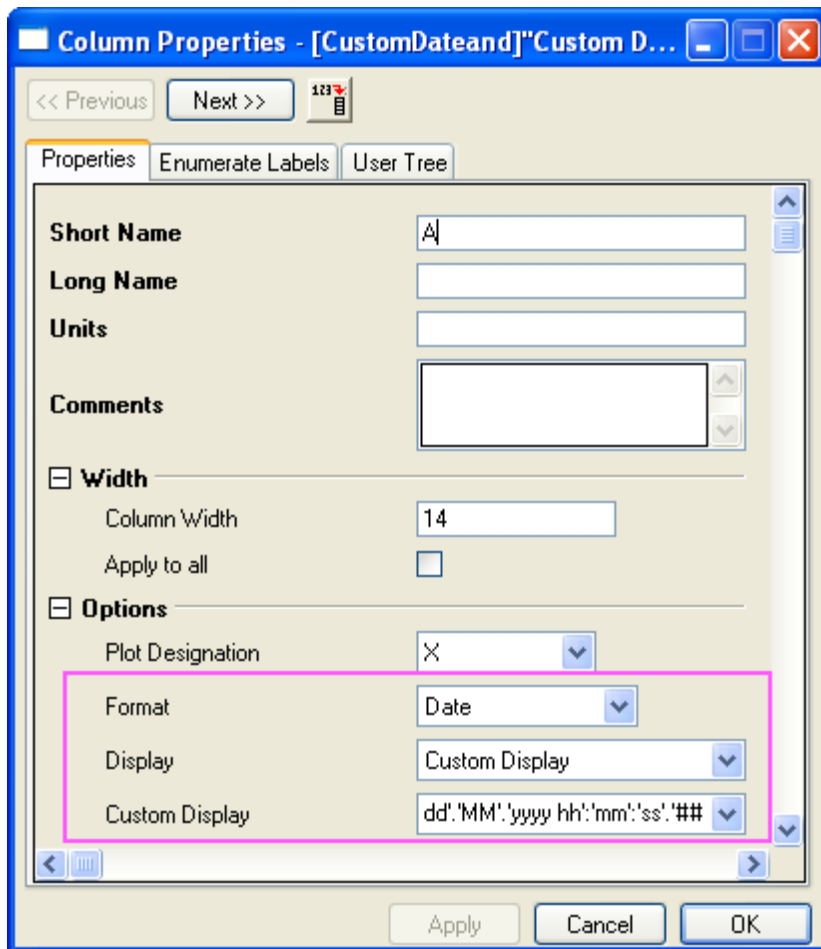 Column Properties - [CustomDateand]"Custom D...
<< Previous Next >> 123
Properties Enumerate Labels User Tree
Short Name A
Long Name
Units
Comments
Width
Column Width 14
Apply to all
Options
Plot Designation X
Format Date
Display Custom Display
Custom Display dd'.'MM'.'yyyy hh':'mm':'ss'.'##
Apply Cancel OK